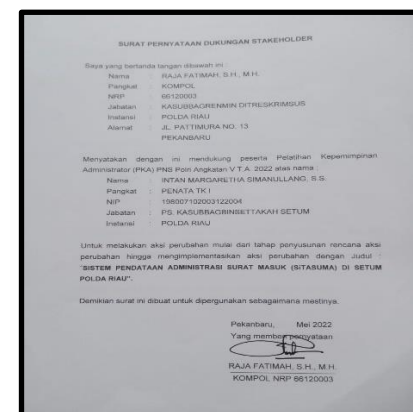 SURAT PERNYATAAN DUKUNGAN STAKEHOLDER
Saya yang bertanda tangan dibawah ini :
Nama : RAJA FATIMAH, S.H., M.H.
Pangkat : KOMPOL
NRP : 66120003
Jabatan : KASUBBAGRENMIN DITRESKRIMSUS
Instansi : POLDA RIAU
Alamat : JL. PATTIMURA NO. 13
PEKANBARU
Menyatakan dengan ini mendukung peserta Pelatihan Kepemimpinan
Administrator (PKA) PNS Polri Angkatan V T.A. 2022 atas nama :
Nama : INTAN MARGARETHA SIMANULLANG, S.S.
Pangkat : PENATA TK I
NIP : 198007102003122004
Jabatan : PS. KASUBBAGBINSETTAKAH SETUM
Instansi : POLDA RIAU
Untuk melakukan aksi perubahan mulai dari tahap penyusunan rencana aksi
perubahan hingga mengimplementasikan aksi perubahan dengan Judul :
"SISTEM PENDATAAN ADMINISTRASI SURAT MASUK (SiTASUMA) DI SETUM
POLDA RIAU".
Demikian surat ini dibuat untuk dipergunakan sebagaimana mestinya.
Pekanbaru, Mei 2022
Yang member pernyataan
RAJA FATIMAH, S.H., M.H.
KOMPOL NRP 66120003